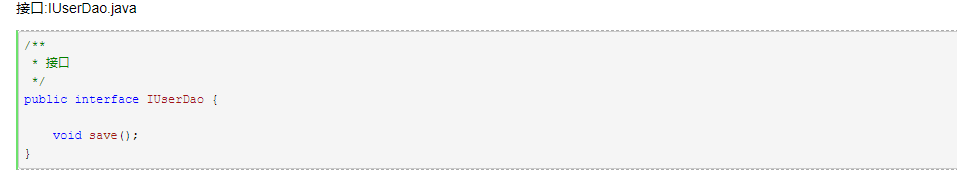 接口:IUserDao.java
/**
 * 接口
 */
public interface IUserDao {
    void save();
}